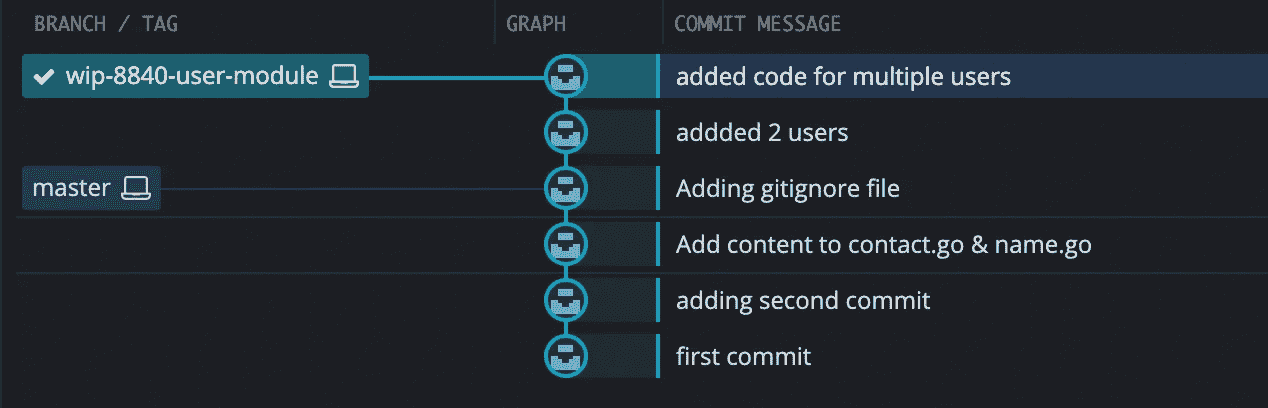 BRANCH / TAG GRAPH COMMIT MESSAGE
wip-8840-user-module added code for multiple users
addded 2 users
master Adding gitignore file
Add content to contact.go & name.go
adding second commit
first commit